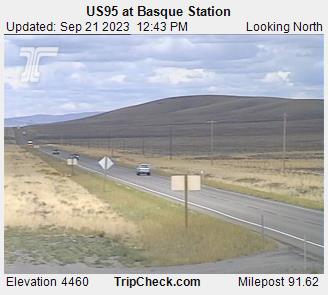 US95 at Basque Station
Updated: Sep 21 2023 12:43 PM Looking North
Elevation 4460 TripCheck.com Milepost 91.62